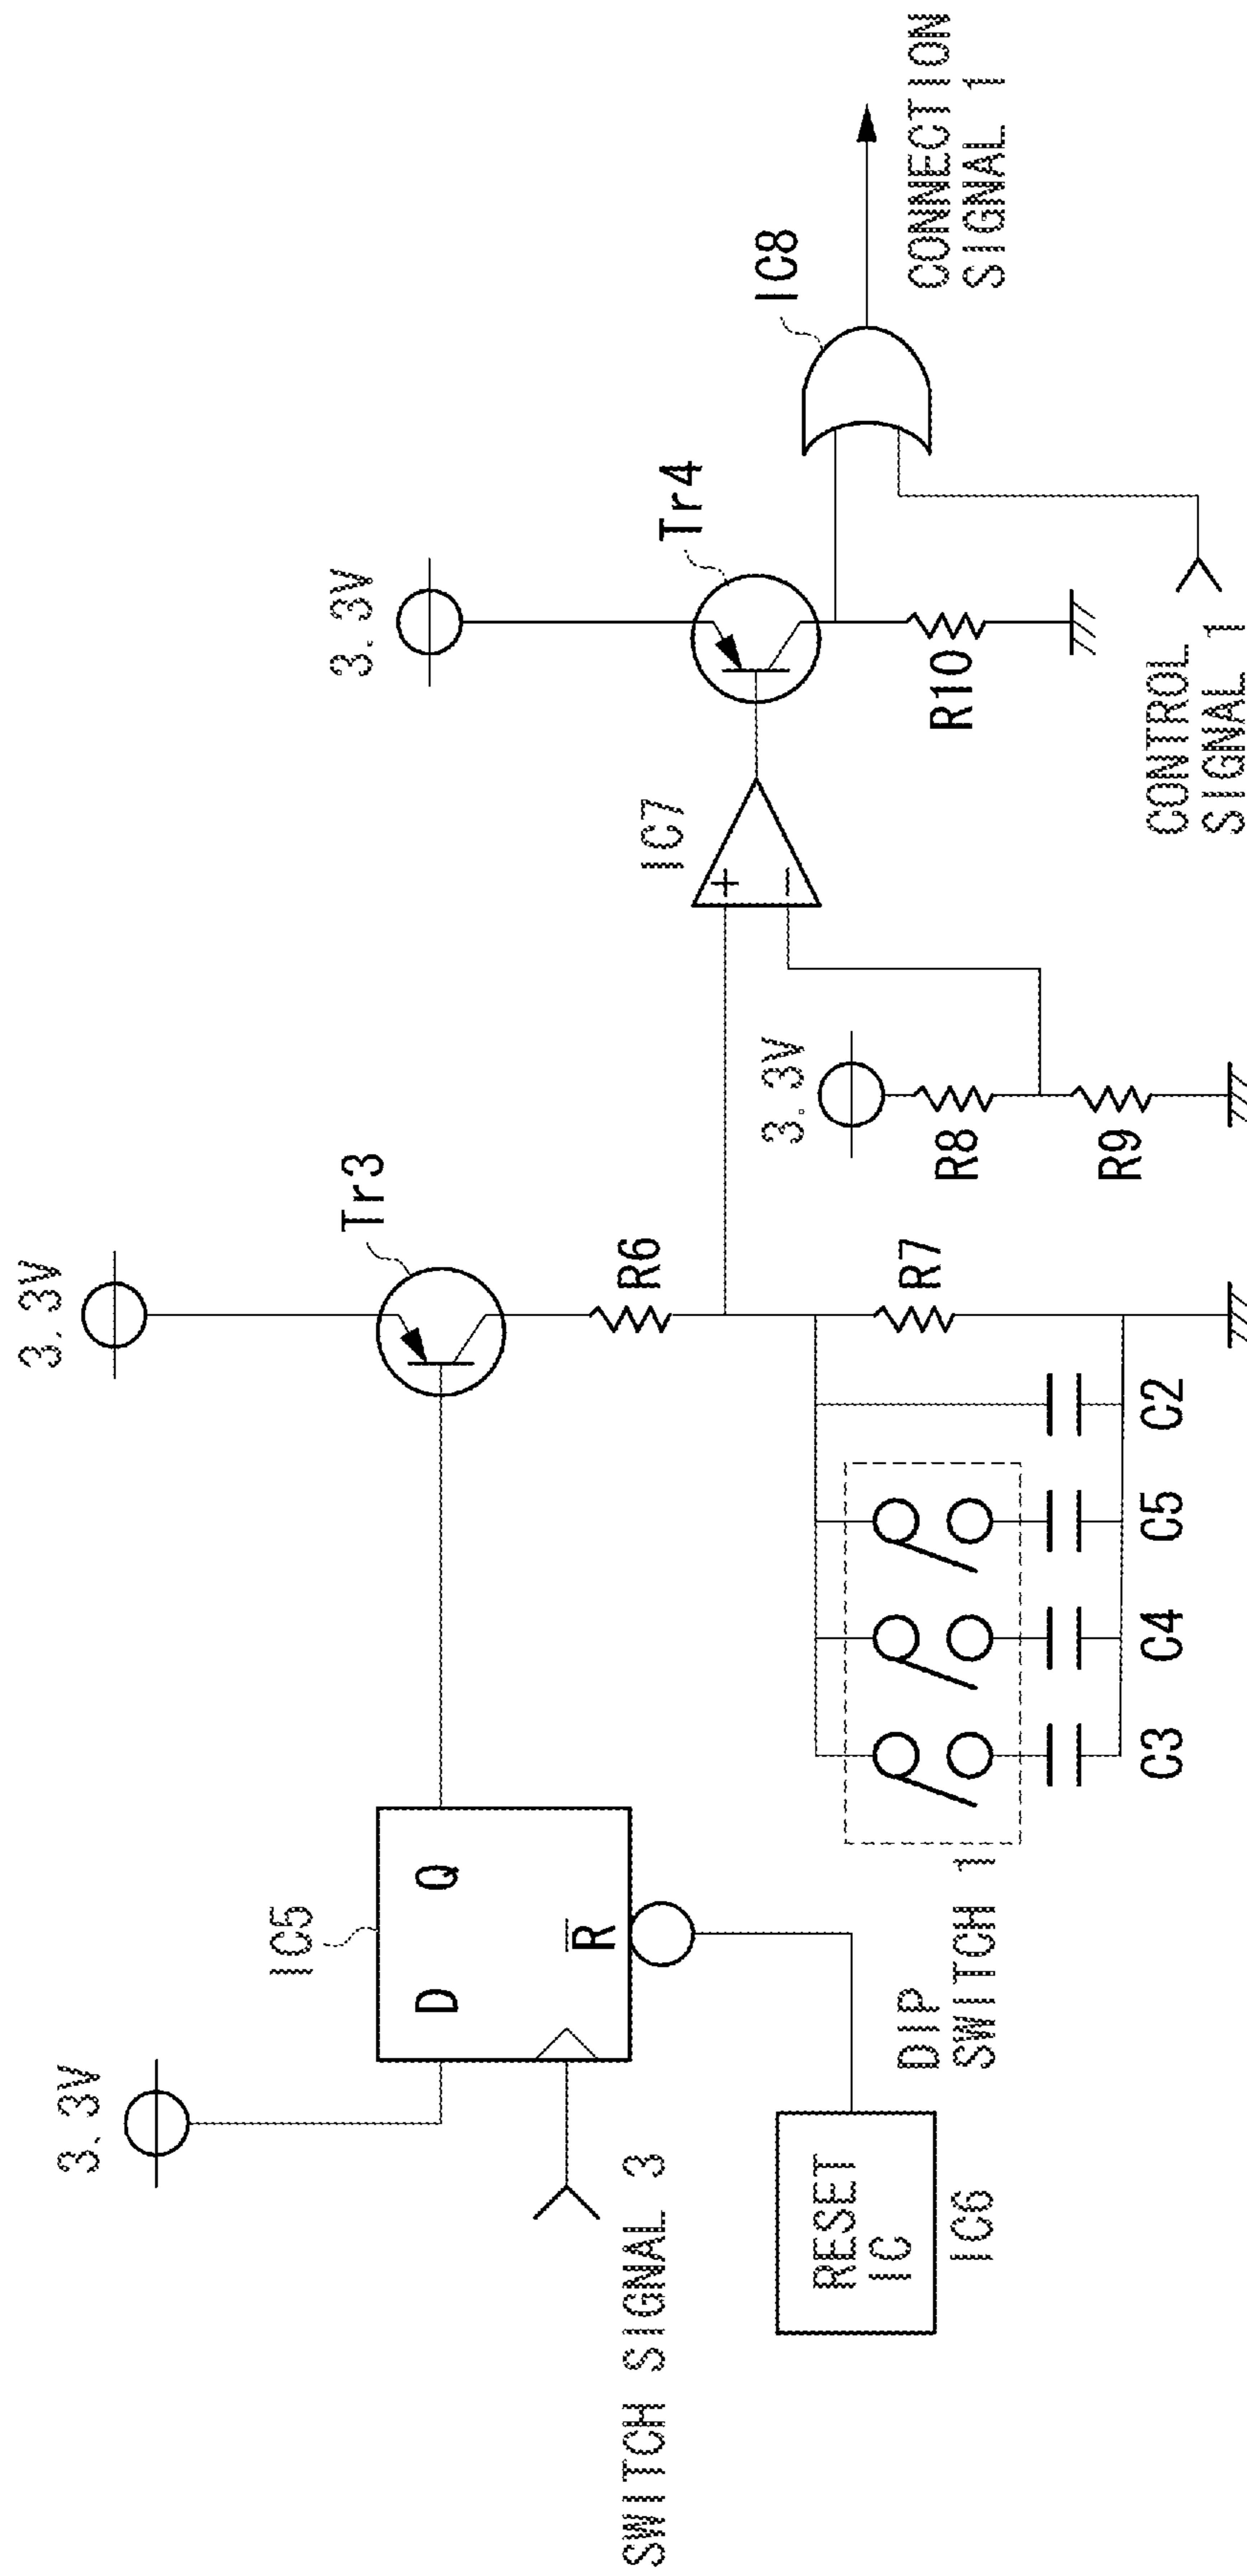 3.3V
IC5
D
Q
R
SWITCH SIGNAL 3
RESET
IC
IC6
3.3V
Tr3
R6
R7
DIP
SWITCH 1
C3
C4
C5
C2
3.3V
R8
R9
IC7
+
−
3.3V
Tr4
R10
IC8
CONTROL
SIGNAL 1
CONNECTION
SIGNAL 1